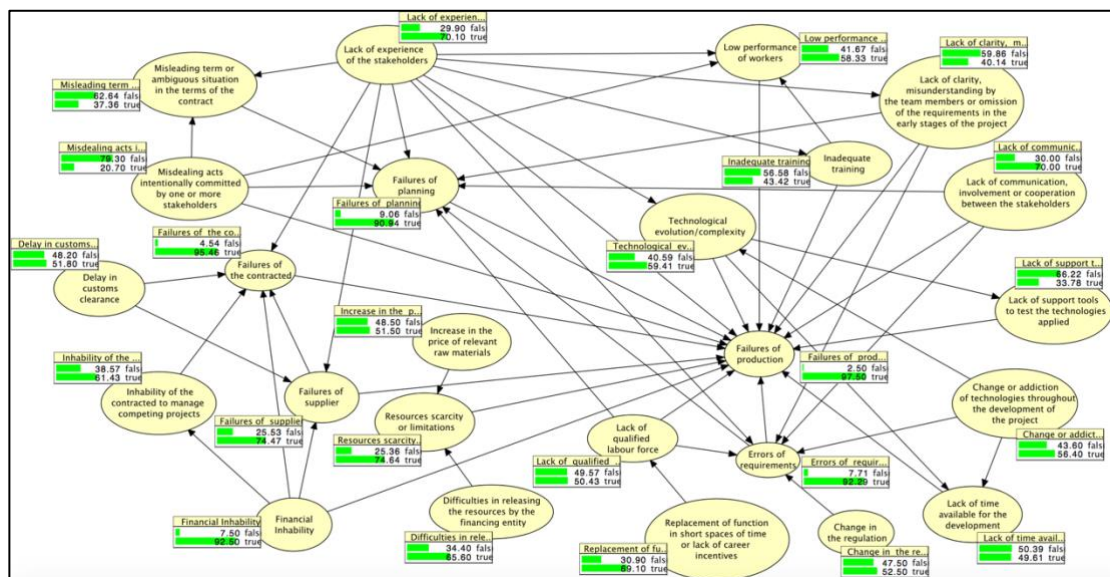 Lack of experien...
29.90 fals
70.10 true
Lack of experience
of the stakeholders
Low performance
of workers
Low performance ...
41.67 fals
58.33 true
Lack of clarity, m...
59.86 fals
40.14 true
Lack of clarity,
misunderstanding by
the team members or omission
of the requirements in the
early stages of the project
Misleading term or
ambiguous situation
in the terms of the
contract
Misleading term ...
62.64 fals
37.36 true
Misdealing acts i...
79.30 fals
20.70 true
Misdealing acts
intentionally committed
by one or more
stakeholders
Failures of
planning
Failures of planning
9.06 fals
90.94 true
Inadequate training
56.58 fals
43.42 true
Inadequate
training
Lack of communic...
30.00 fals
70.00 true
Lack of communication,
involvement or cooperation
between the stakeholders
Technological
evolution/complexity
Technological ev...
40.59 fals
59.41 true
Failures of the co...
4.54 fals
95.46 true
Failures of
the contracted
Delay in customs...
48.20 fals
51.80 true
Delay in
customs
clearance
Lack of support t...
66.22 fals
33.78 true
Lack of support tools
to test the technologies
applied
Increase in the p...
48.50 fals
51.50 true
Increase in the
price of relevant
raw materials
Failures of
production
Failures of prod...
2.50 fals
97.50 true
Inhability of the ...
38.57 fals
61.43 true
Inhability of the
contracted to manage
competing projects
Failures of
supplier
Failures of supplier
25.53 fals
74.47 true
Resources scarcity
or limitations
Resources scarcity...
25.36 fals
74.64 true
Lack of
qualified
labour force
Lack of qualified ...
49.57 fals
50.43 true
Errors of
requirements
Errors of requir...
7.71 fals
92.29 true
Change or addiction
of technologies throughout
the development of
the project
Change or addict...
43.60 fals
56.40 true
Financial Inhability
7.50 fals
92.50 true
Financial
Inhability
Difficulties in releasing
the resources by the
financing entity
Difficulties in rele...
34.40 fals
65.60 true
Replacement of function
in short spaces of time
or lack of career
incentives
Replacement of fu...
30.90 fals
69.10 true
Change in
the regulation
Change in the re...
47.50 fals
52.50 true
Lack of time
available for the
development
Lack of time avail...
50.39 fals
49.61 true